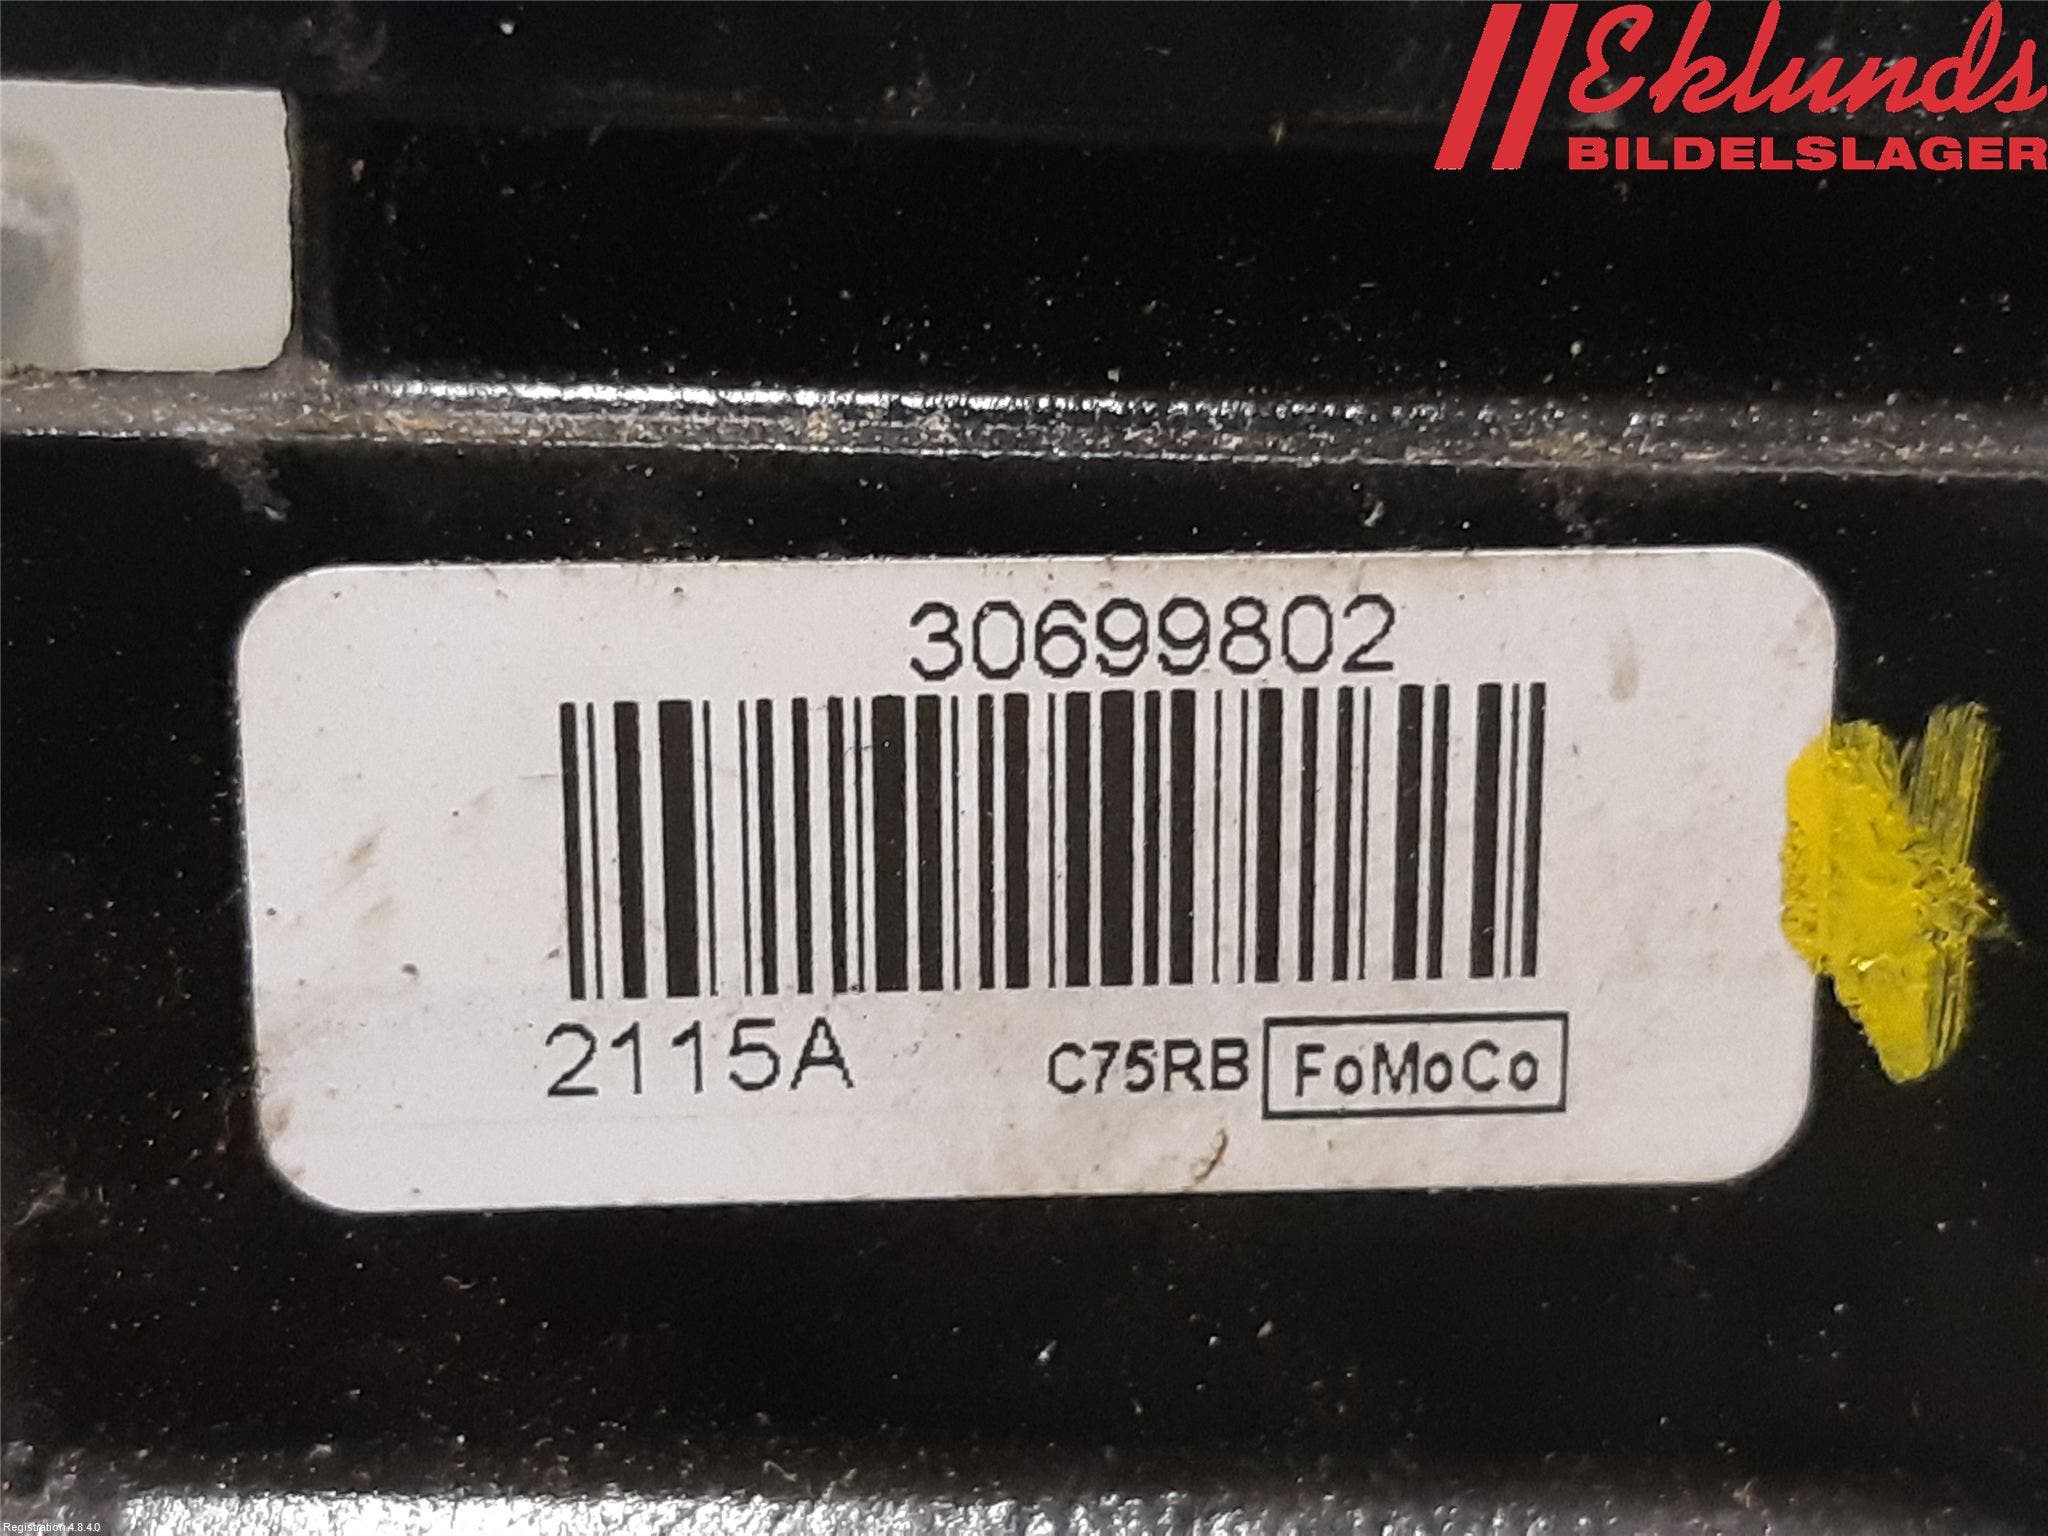 Eklunds
BILDELSLAGER
30699802
2115A C75RB FoMoCo
Registration 4.8.4.0